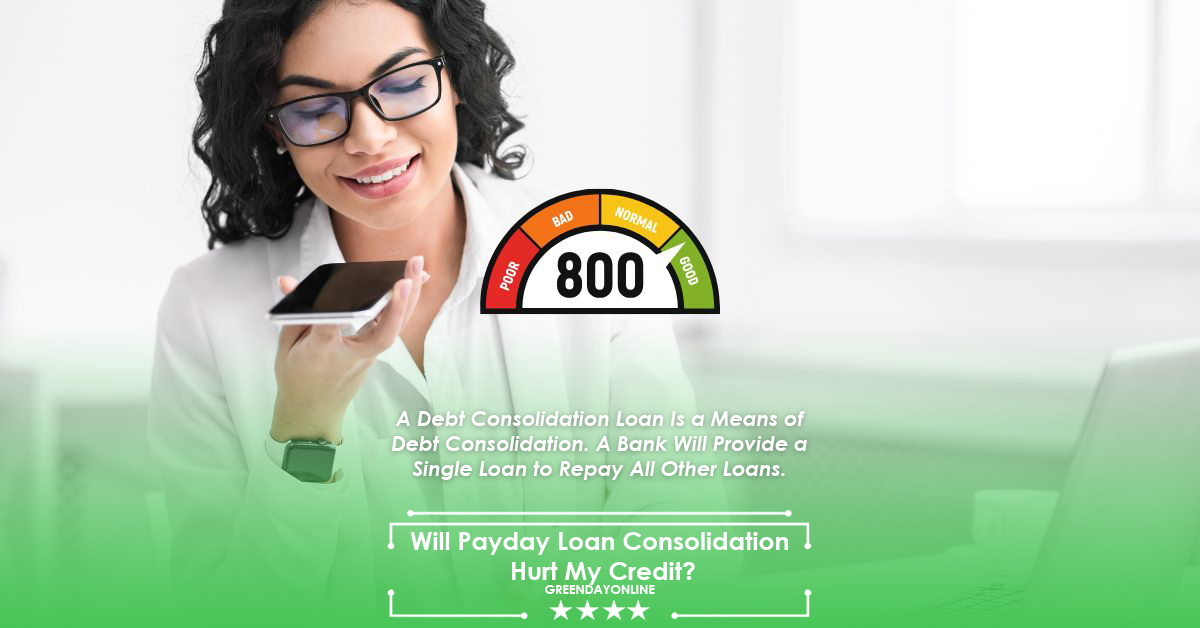 POOR
BAD
NORMAL
GOOD
800
A Debt Consolidation Loan Is a Means of
Debt Consolidation. A Bank Will Provide a
Single Loan to Repay All Other Loans.
Will Payday Loan Consolidation
Hurt My Credit?
GREENDAYONLINE